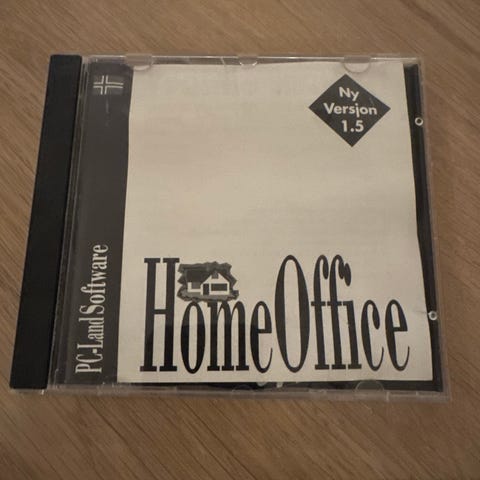 Ny
Versjon
1.5
HomeOffice
PC-Land Software